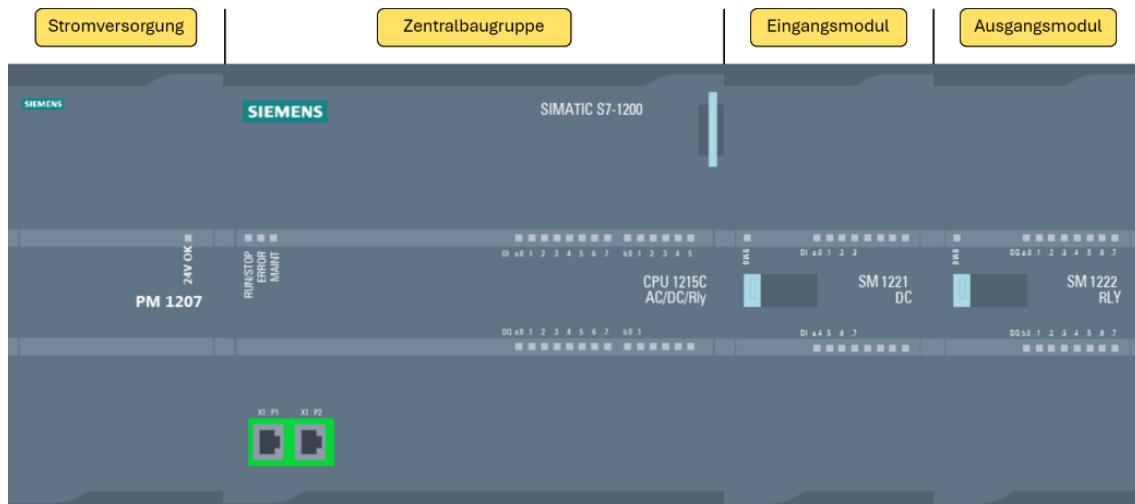 Stromversorgung
Zentralbaugruppe
Eingangsmodul
Ausgangsmodul
SIEMENS
24V OK
PM 1207
SIEMENS
SIMATIC S7-1200
RUN/STOP
ERROR
MAINT
DI a.0 .1 .2 .3 .4 .5 .6 .7 b.0 .1 .2 .3 .4 .5
CPU 1215C
AC/DC/Rly
DQ a.0 .1 .2 .3 .4 .5 .6 .7 b.0 .1
X1 : P1 X1 : P2
DIAG
DI a.0 .1 .2 .3
SM 1221
DC
DI a.4 .5 .6 .7
DIAG
DQ a.0 .1 .2 .3 .4 .5 .6 .7
SM 1222
RLY
DQ b.0 .1 .2 .3 .4 .5 .6 .7